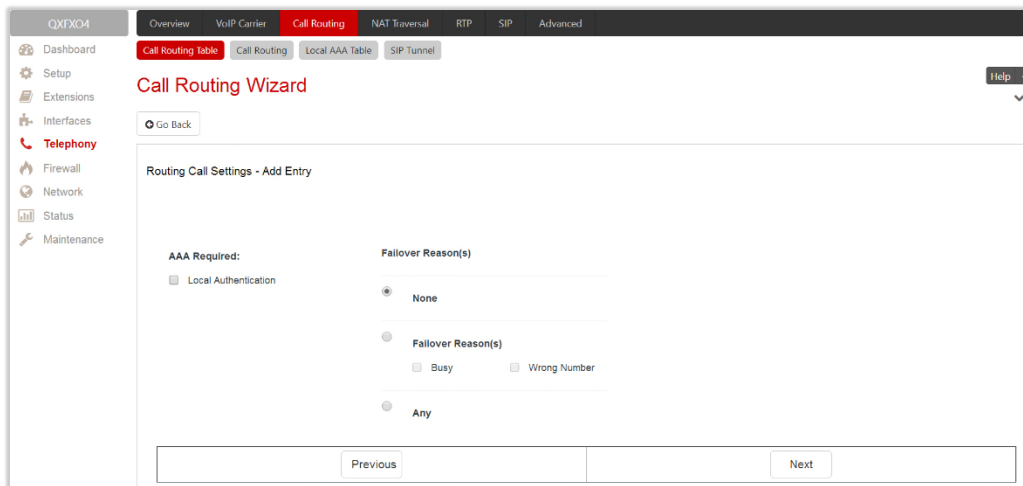 QXFXO4
Overview VoIP Carrier Call Routing NAT Traversal RTP SIP Advanced
Dashboard
Setup
Extensions
Interfaces
Telephony
Firewall
Network
Status
Maintenance
Call Routing Table Call Routing Local AAA Table SIP Tunnel
Call Routing Wizard
Help
Go Back
Routing Call Settings - Add Entry
AAA Required:
Local Authentication
Failover Reason(s)
None
Failover Reason(s)
Busy Wrong Number
Any
Previous Next